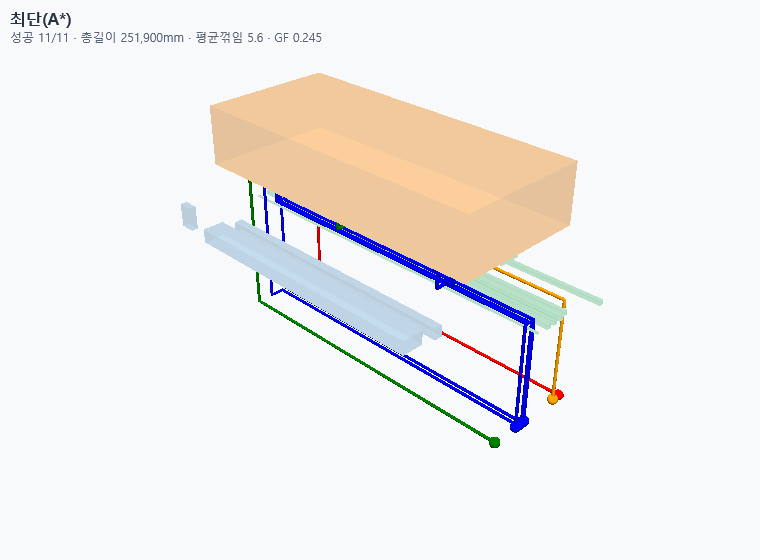 최단(A*)
성공 11/11 · 총길이 251,900mm · 평균꺾임 5.6 · GF 0.245